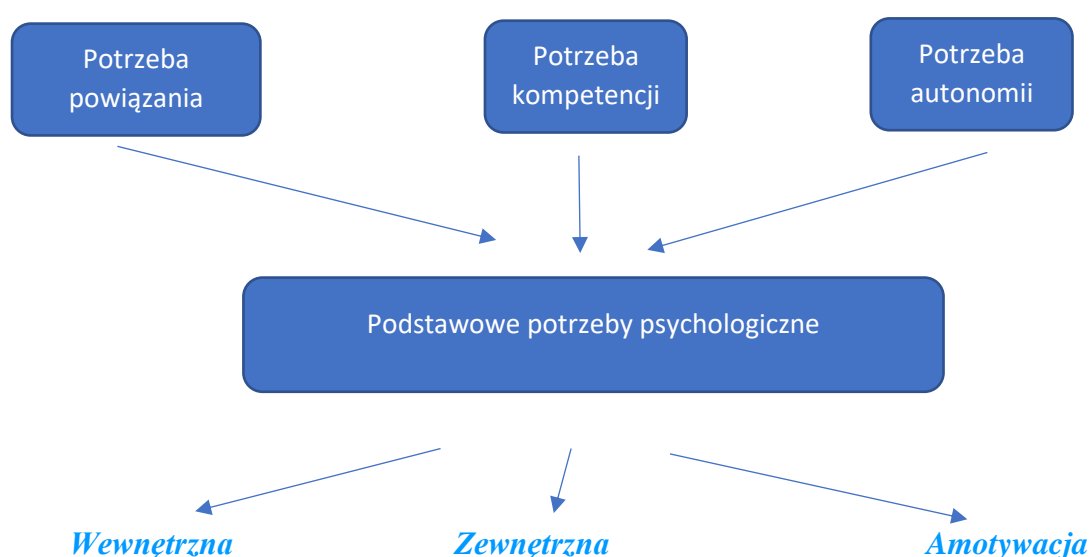 Potrzeba
powiązania
Potrzeba
kompetencji
Potrzeba
autonomii
Podstawowe potrzeby psychologiczne
Wewnętrzna
Zewnętrzna
Amotywacja